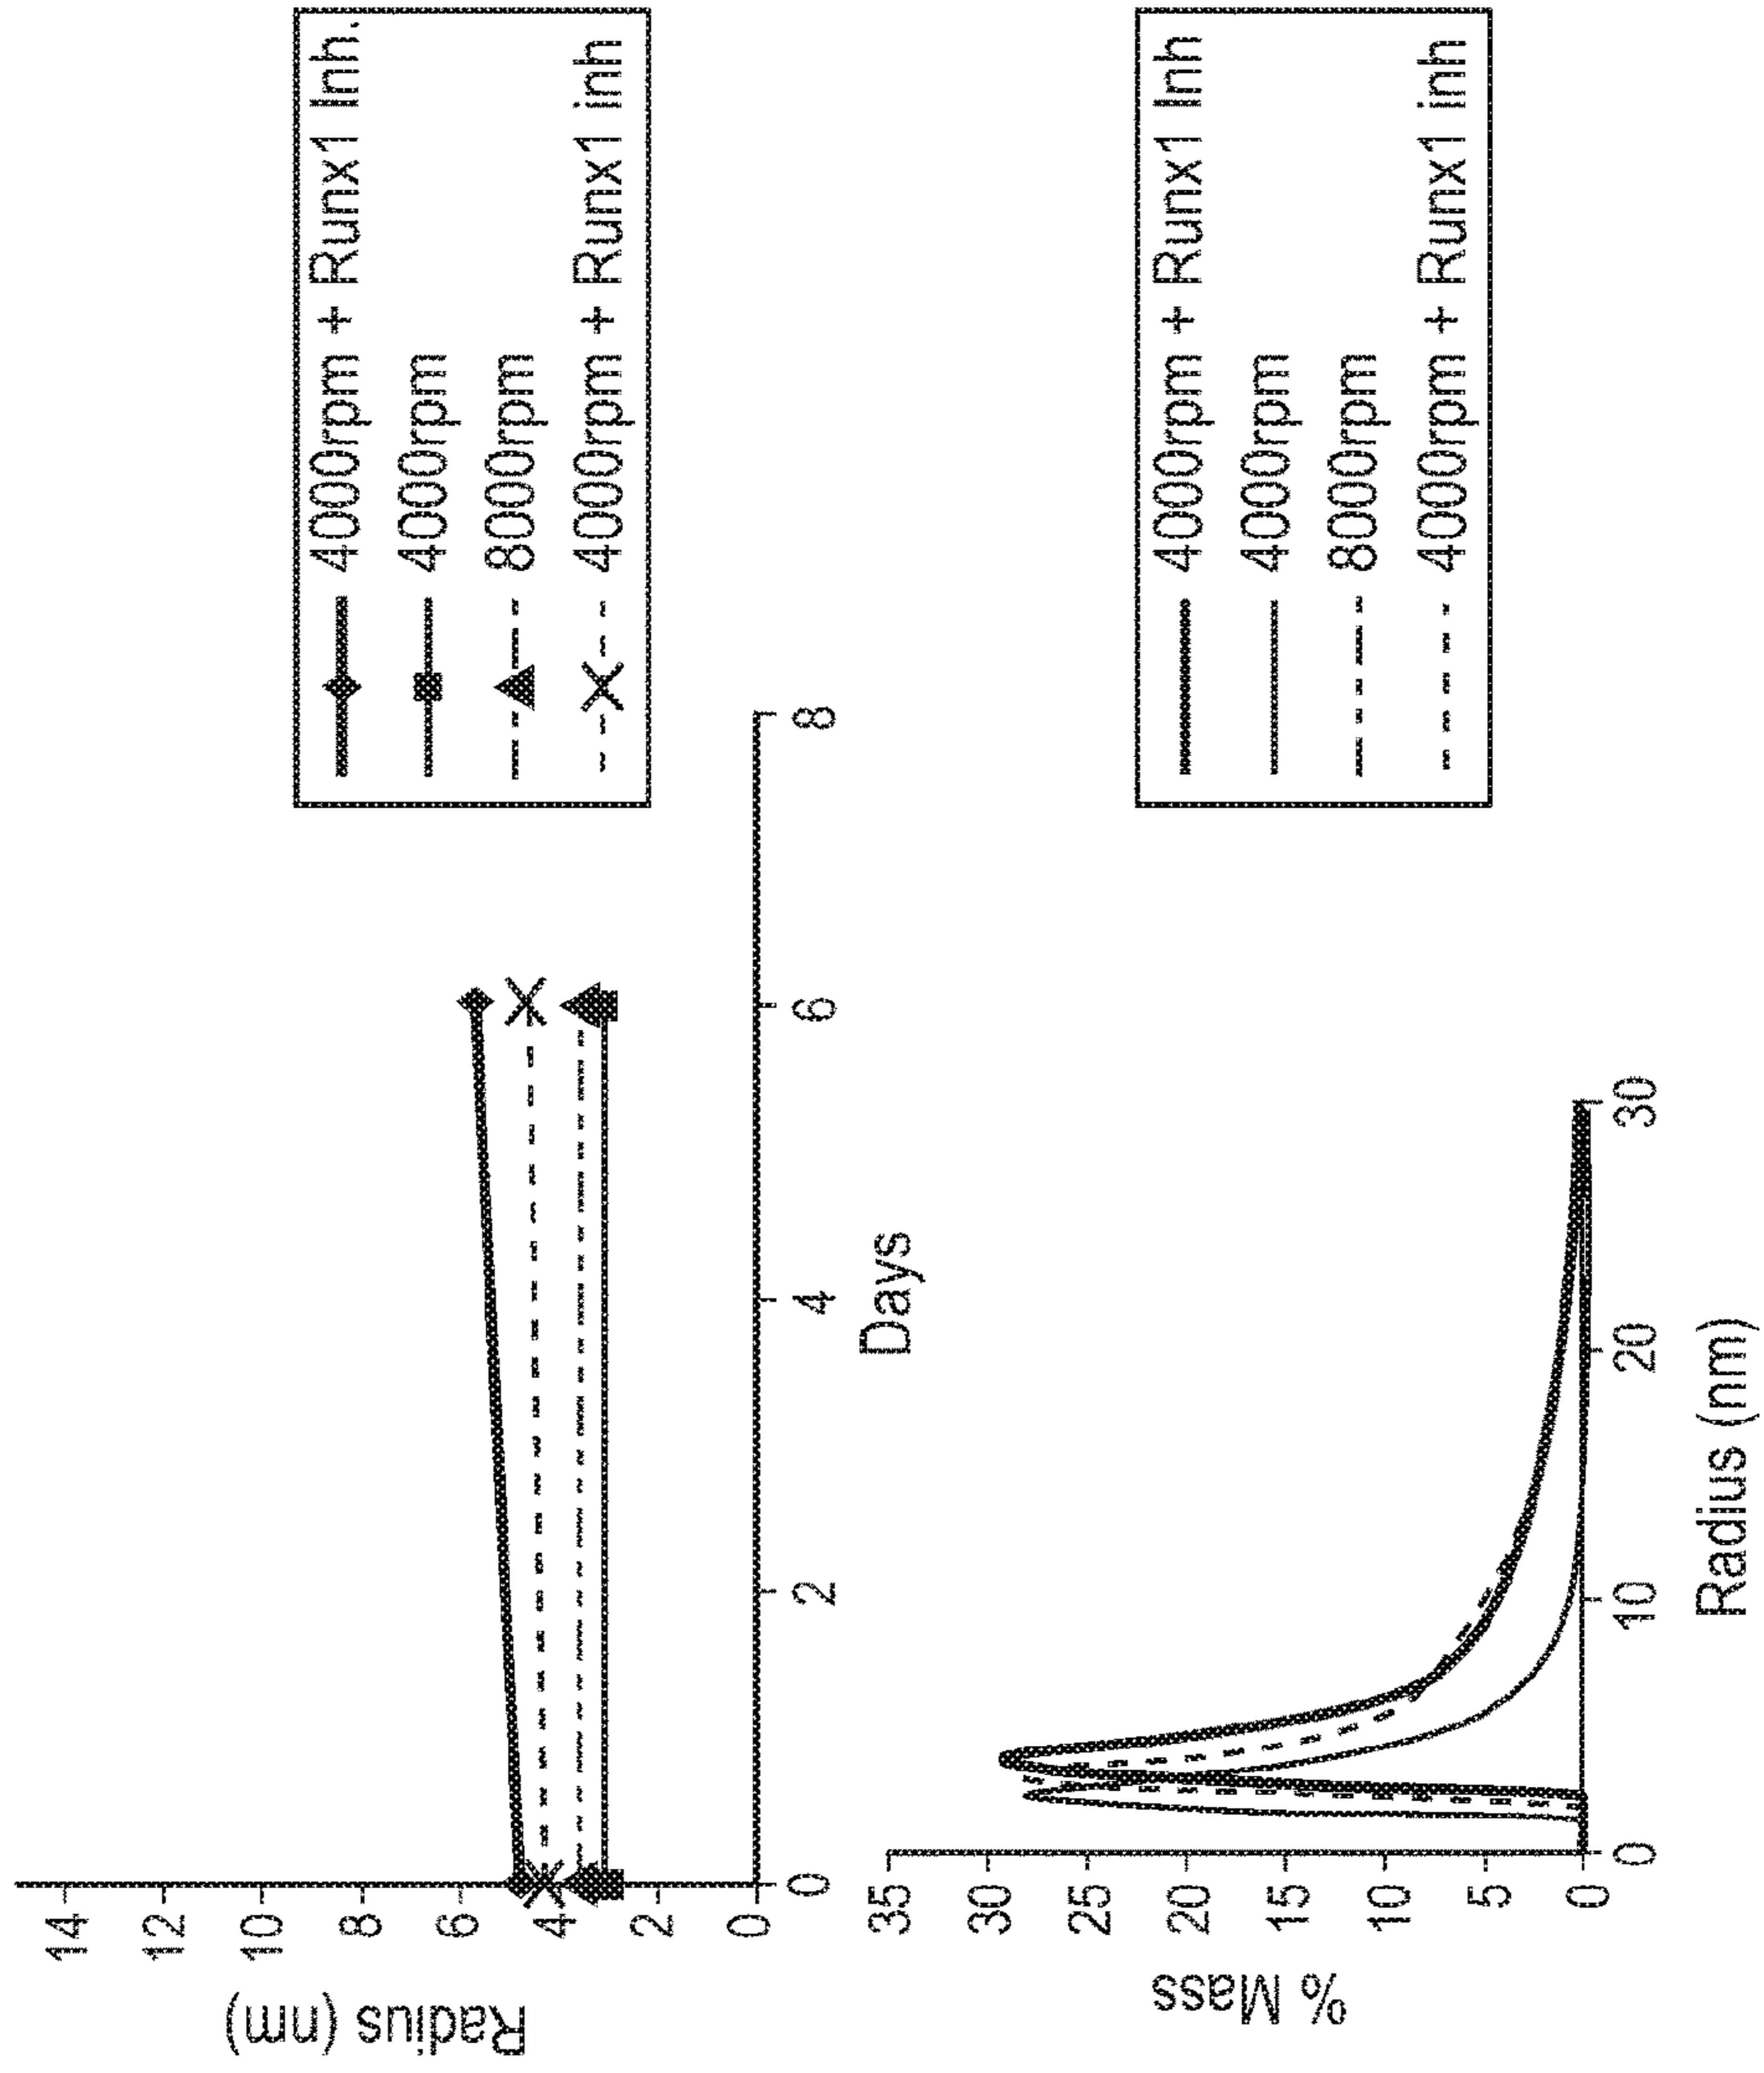 Radius (nm)
14
12
10
8
6
4
2
0
0
2
4
6
8
Days
4000rpm + Runx1 Inh.
4000rpm
8000rpm
4000rpm + Runx1 inh
% Mass
35
30
25
20
15
10
5
0
0
10
20
30
Radius (nm)
4000rpm + Runx1 Inh
4000rpm
8000rpm
4000rpm + Runx1 inh